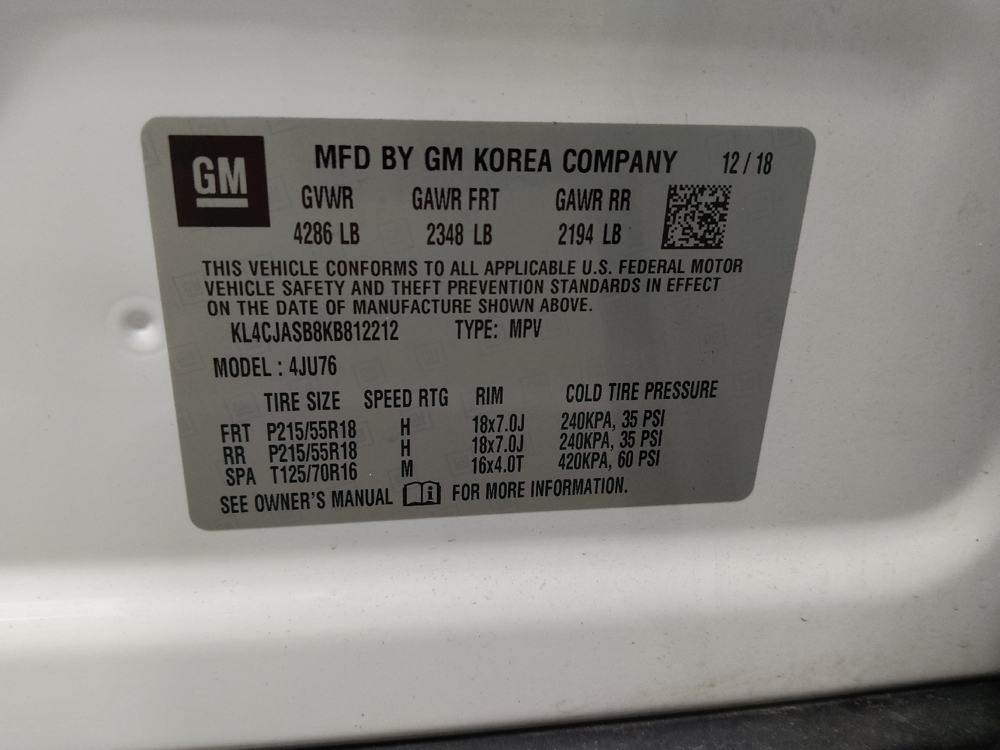 GM
MFD BY GM KOREA COMPANY 12 / 18
GVWR GAWR FRT GAWR RR
4286 LB 2348 LB 2194 LB
THIS VEHICLE CONFORMS TO ALL APPLICABLE U.S. FEDERAL MOTOR
VEHICLE SAFETY AND THEFT PREVENTION STANDARDS IN EFFECT
ON THE DATE OF MANUFACTURE SHOWN ABOVE.
KL4CJASB8KB812212 TYPE: MPV
MODEL : 4JU76
TIRE SIZE SPEED RTG RIM COLD TIRE PRESSURE
FRT P215/55R18 H 18x7.0J 240KPA, 35 PSI
RR P215/55R18 H 18x7.0J 240KPA, 35 PSI
SPA T125/70R16 M 16x4.0T 420KPA, 60 PSI
SEE OWNER'S MANUAL i FOR MORE INFORMATION.